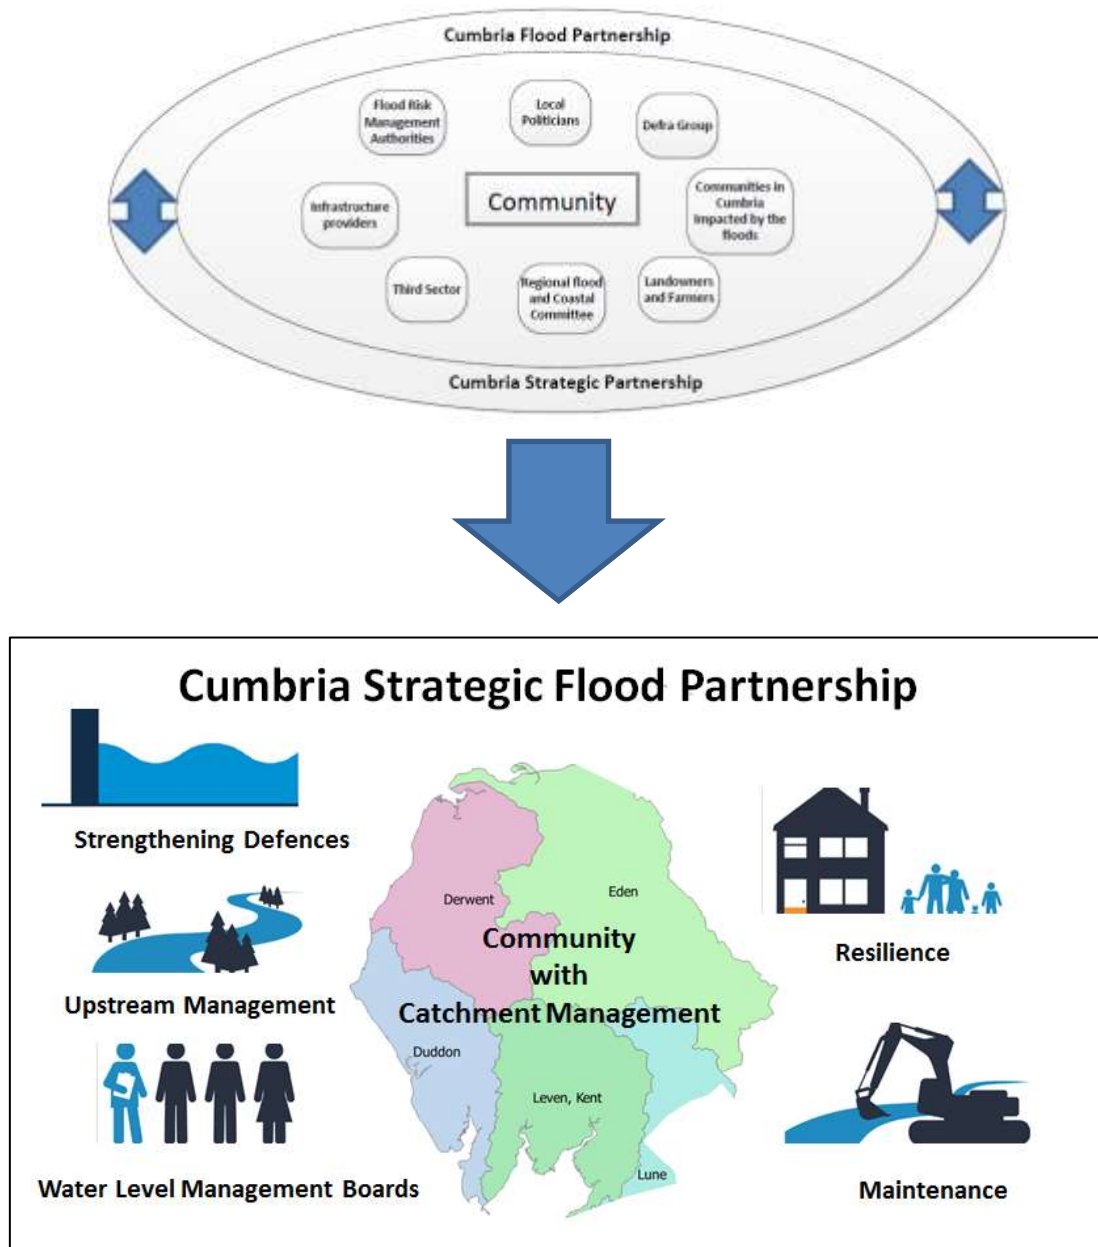 Cumbria Flood Partnership
Flood Risk
Management
Authorities
Local
Politicians
Defra Group
Infrastructure
providers
Community
Communities in
Cumbria
Impacted by the
floods
Third Sector
Regional flood
and Coastal
Committee
Landowners
and Farmers
Cumbria Strategic Partnership
Cumbria Strategic Flood Partnership
Strengthening Defences
Upstream Management
Water Level Management Boards
Derwent
Eden
Community
with
Catchment Management
Duddon
Leven, Kent
Lune
Resilience
Maintenance